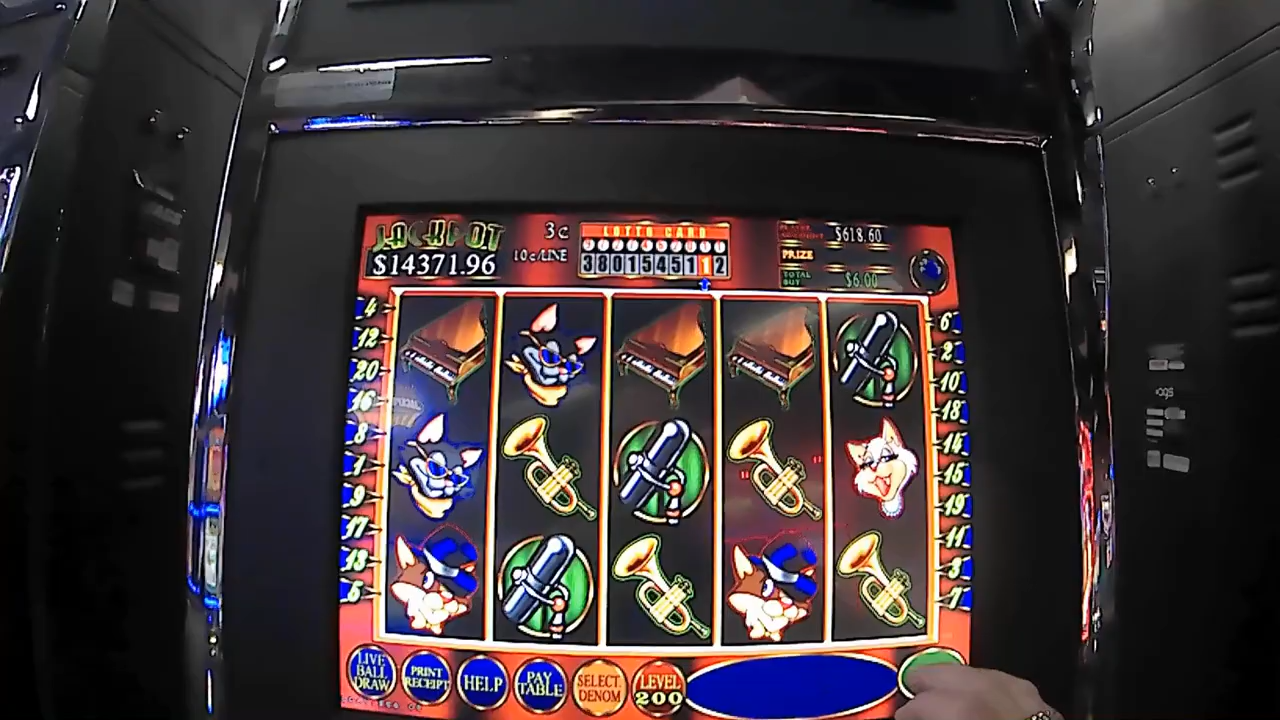 JACKPOT
$14371.96
3¢
10¢/LINE
LOTTO CARD
3801545112
$618.60
PRIZE
TOTAL
BUY
$6.00
4
12
20
16
8
1
9
17
13
5
6
2
10
18
14
15
19
11
3
7
LIVE
BALL
DRAW
PRINT
RECEIPT
HELP
PAY
TABLE
SELECT
DENOM
LEVEL
200